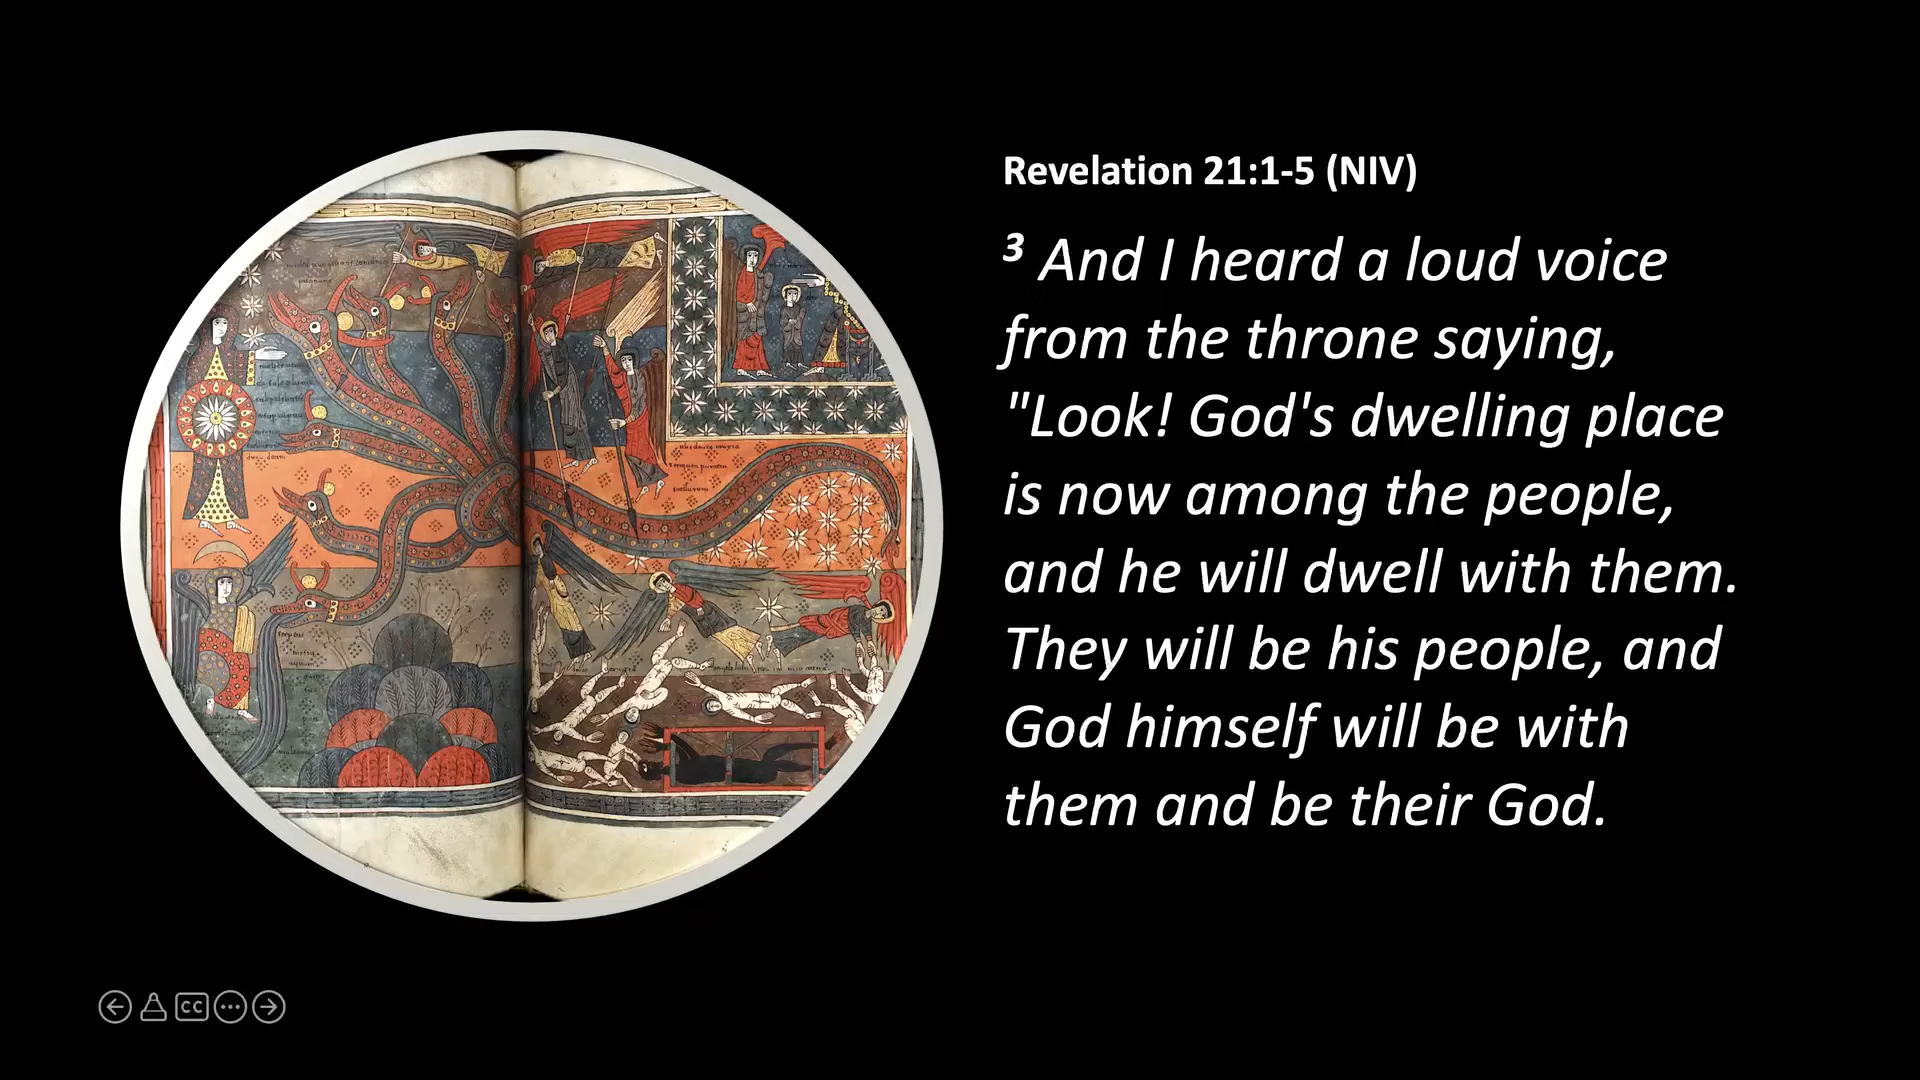 Revelation 21:1-5 (NIV)
³ And I heard a loud voice
from the throne saying,
"Look! God's dwelling place
is now among the people,
and he will dwell with them.
They will be his people, and
God himself will be with
them and be their God.
CC